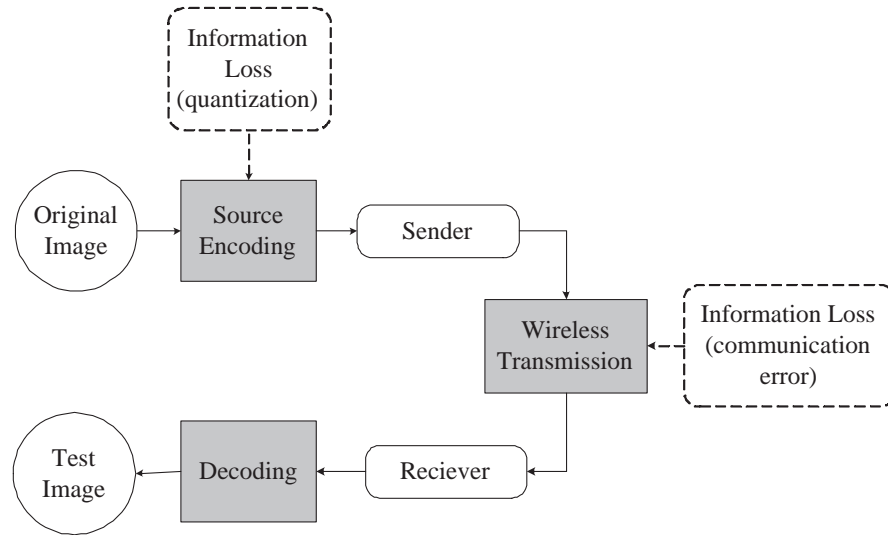 Information
Loss
(quantization)
Original
Image
Source
Encoding
Sender
Wireless
Transmission
Information Loss
(communication
error)
Reciever
Decoding
Test
Image